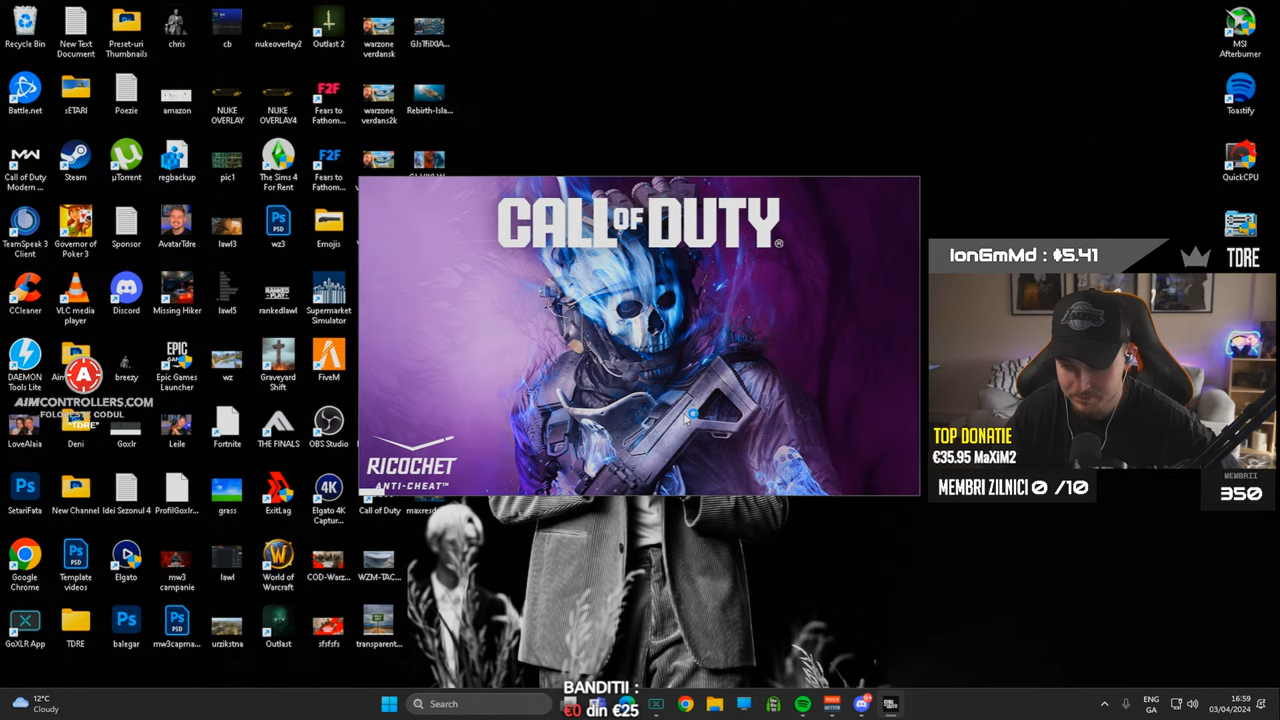 Recycle Bin
New Text Document
Preset-uri Thumbnails
chris
cb
nukeoverlay2
Outlast 2
warzone verdansk
MSI Afterburner
Battle.net
sETARI
Poezie
amazon
NUKE OVERLAY
NUKE OVERLAY4
Fears to Fathom...
warzone verdans2k
Rebirth-Isla...
Toastify
Call of Duty Modern ...
Steam
µTorrent
regbackup
pic1
The Sims 4 For Rent
Fears to Fathom...
QuickCPU
TeamSpeak 3 Client
Governor of Poker 3
Sponsor
AvatarTdre
lawl3
wz3
Emojis
CCleaner
VLC media player
Discord
Missing Hiker
lawl5
rankedlawl
Supermarket Simulator
DAEMON Tools Lite
breezy
Epic Games Launcher
wz
Graveyard Shift
FiveM
AIMCONTROLLERS.COM
FOLOSESTE CODUL
"TDRE"
LoveAlaia
Deni
Goxlr
Leile
Fortnite
THE FINALS
OBS Studio
SetariFata
New Channel
Idei Sezonul 4
ProfilGoxlr...
grass
ExitLag
Elgato 4K Captur...
Call of Duty
Google Chrome
Template videos
Elgato
mw3 campanie
lawl
World of Warcraft
COD-Warz...
WZM-TAC...
GoXLR App
TDRE
balegar
mw3capma...
urzikstna
Outlast
sfsfsfs
transparent...
CALL OF DUTY®
RICOCHET
ANTI-CHEAT™
IonGmMd : €5.41
TDRE
TOP DONATIE
€35.95 MaXiM2
MEMBRI ZILNICI 0 /10
MEMBRII
350
BANDITII :
€0 din €25
12°C
Cloudy
Search
ENG
GA
16:59
03/04/2024